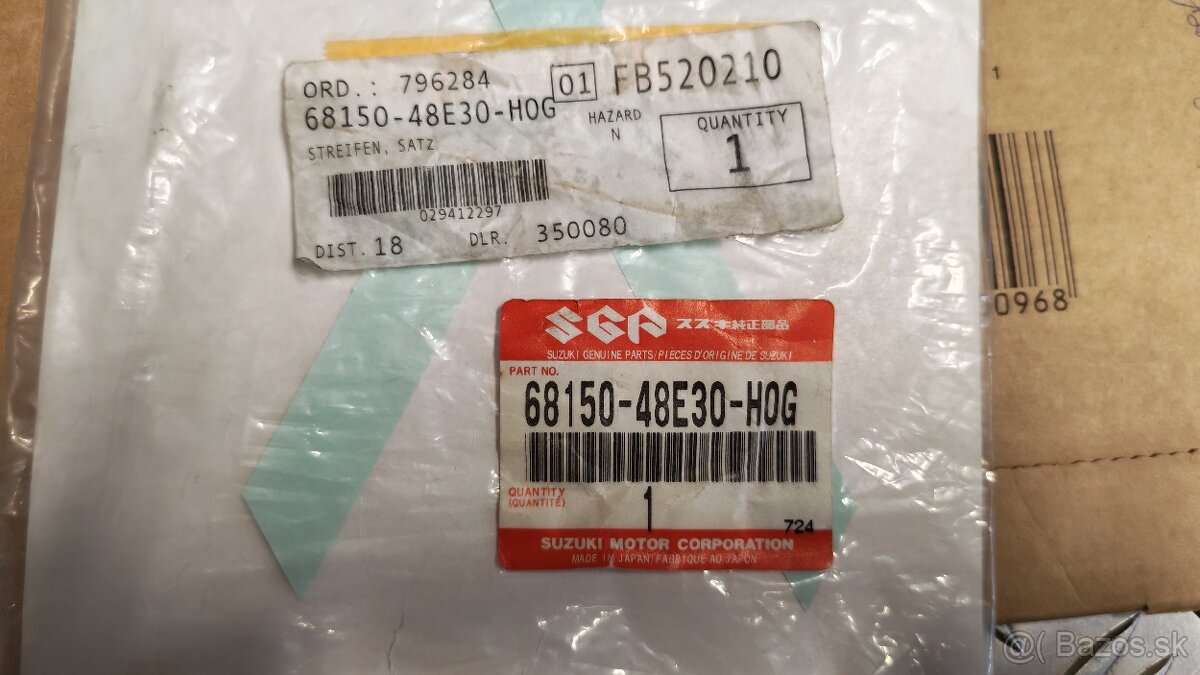 ORD.: 796284 01 FB520210
68150-48E30-H0G
HAZARD
N
QUANTITY
1
STREIFEN, SATZ
029412297
DIST. 18 DLR. 350080
1
0968
SGP スズキ純正部品
SUZUKI GENUINE PARTS/PIÈCES D'ORIGINE DE SUZUKI
PART NO.
68150-48E30-H0G
QUANTITY
(QUANTITÉ)
1
724
SUZUKI MOTOR CORPORATION
MADE IN JAPAN/FABRIQUÉ AU JAPON
@( Bazos.sk